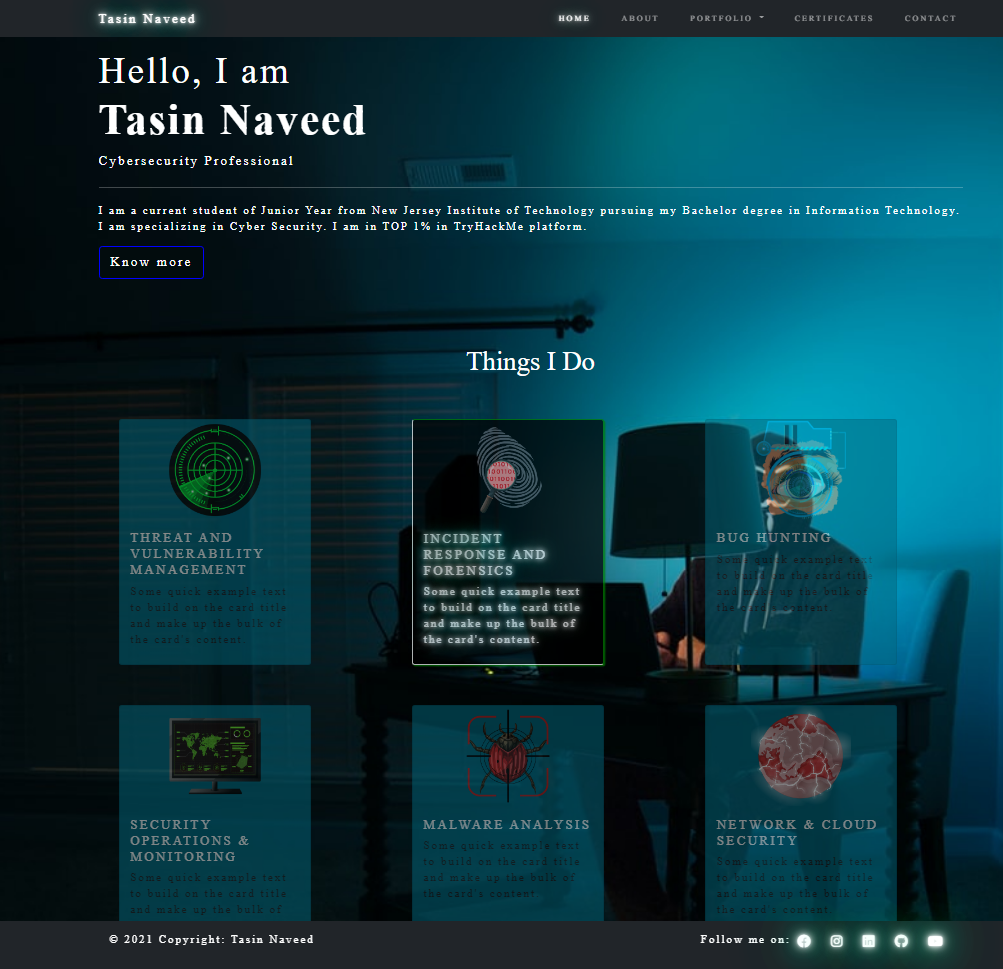 Tasin Naveed
HOME ABOUT PORTFOLIO CERTIFICATES CONTACT
Hello, I am
Tasin Naveed
Cybersecurity Professional
I am a current student of Junior Year from New Jersey Institute of Technology pursuing my Bachelor degree in Information Technology.
I am specializing in Cyber Security. I am in TOP 1% in TryHackMe platform.
Know more
Things I Do
THREAT AND
VULNERABILITY
MANAGEMENT
Some quick example text
to build on the card title
and make up the bulk of
the card's content.
INCIDENT
RESPONSE AND
FORENSICS
Some quick example text
to build on the card title
and make up the bulk of
the card's content.
BUG HUNTING
Some quick example text
to build on the card title
and make up the bulk of
the card's content.
SECURITY
OPERATIONS &
MONITORING
Some quick example text
to build on the card title
and make up the bulk of
MALWARE ANALYSIS
Some quick example text
to build on the card title
and make up the bulk of
the card's content.
NETWORK & CLOUD
SECURITY
Some quick example text
to build on the card title
and make up the bulk of
the card's content.
© 2021 Copyright: Tasin Naveed
Follow me on: